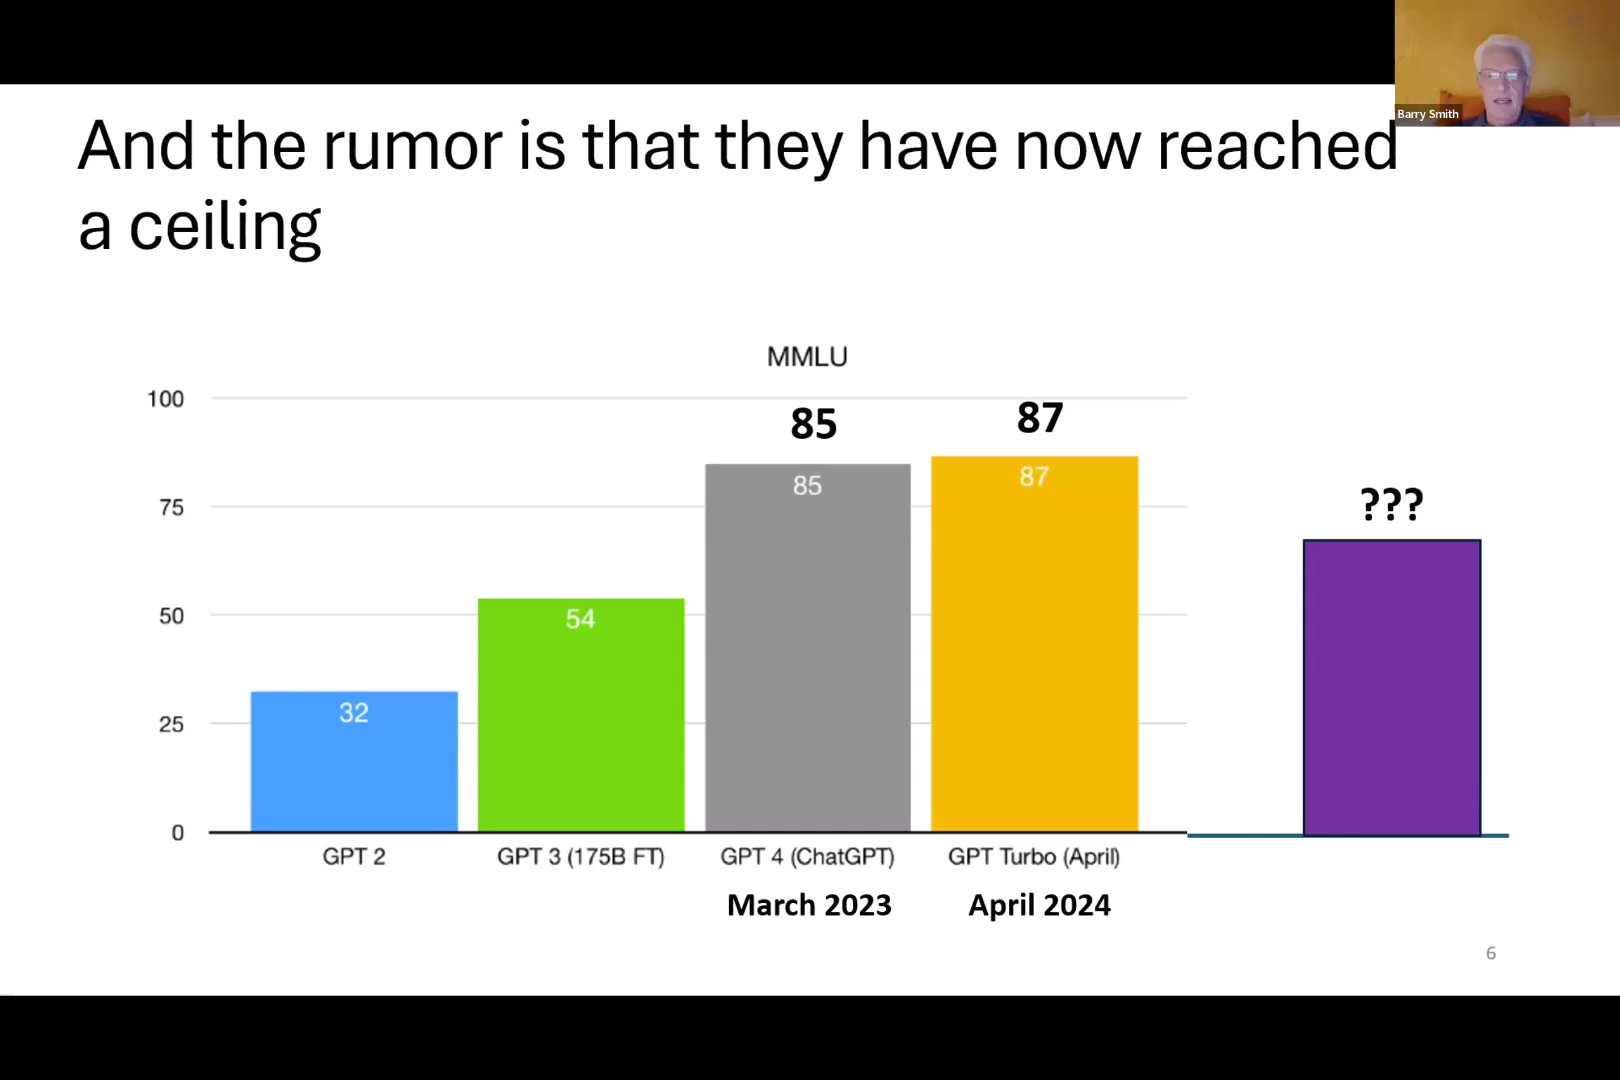 Barry Smith
And the rumor is that they have now reached
a ceiling
MMLU
100
85
87
85
87
75
???
50
54
32
25
0
GPT 2
GPT 3 (175B FT)
GPT 4 (ChatGPT)
GPT Turbo (April)
March 2023
April 2024
6